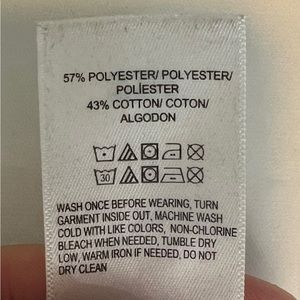 57% POLYESTER/ POLYESTER/
POLÍESTER
43% COTTON/ COTON/
ALGODON
30
WASH ONCE BEFORE WEARING, TURN
GARMENT INSIDE OUT, MACHINE WASH
COLD WITH LIKE COLORS, NON-CHLORINE
BLEACH WHEN NEEDED, TUMBLE DRY
LOW, WARM IRON IF NEEDED, DO NOT
DRY CLEAN